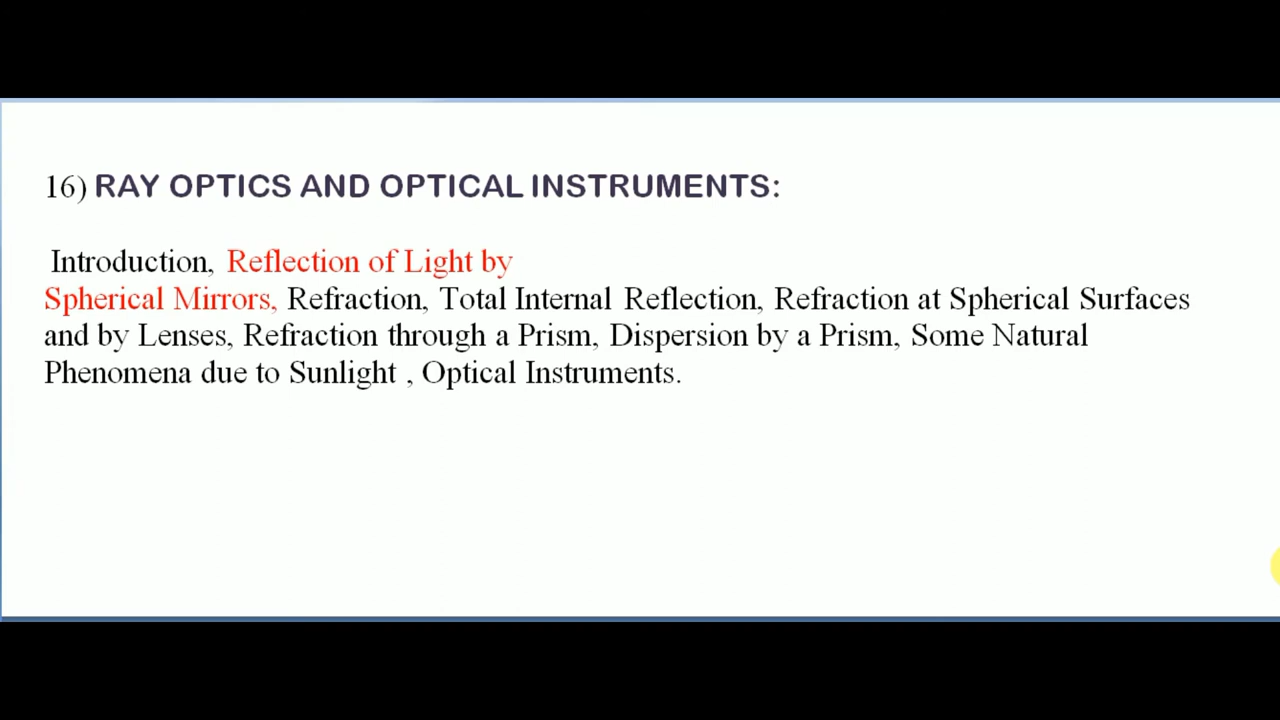 16) RAY OPTICS AND OPTICAL INSTRUMENTS:
Introduction, Reflection of Light by
Spherical Mirrors, Refraction, Total Internal Reflection, Refraction at Spherical Surfaces
and by Lenses, Refraction through a Prism, Dispersion by a Prism, Some Natural
Phenomena due to Sunlight , Optical Instruments.